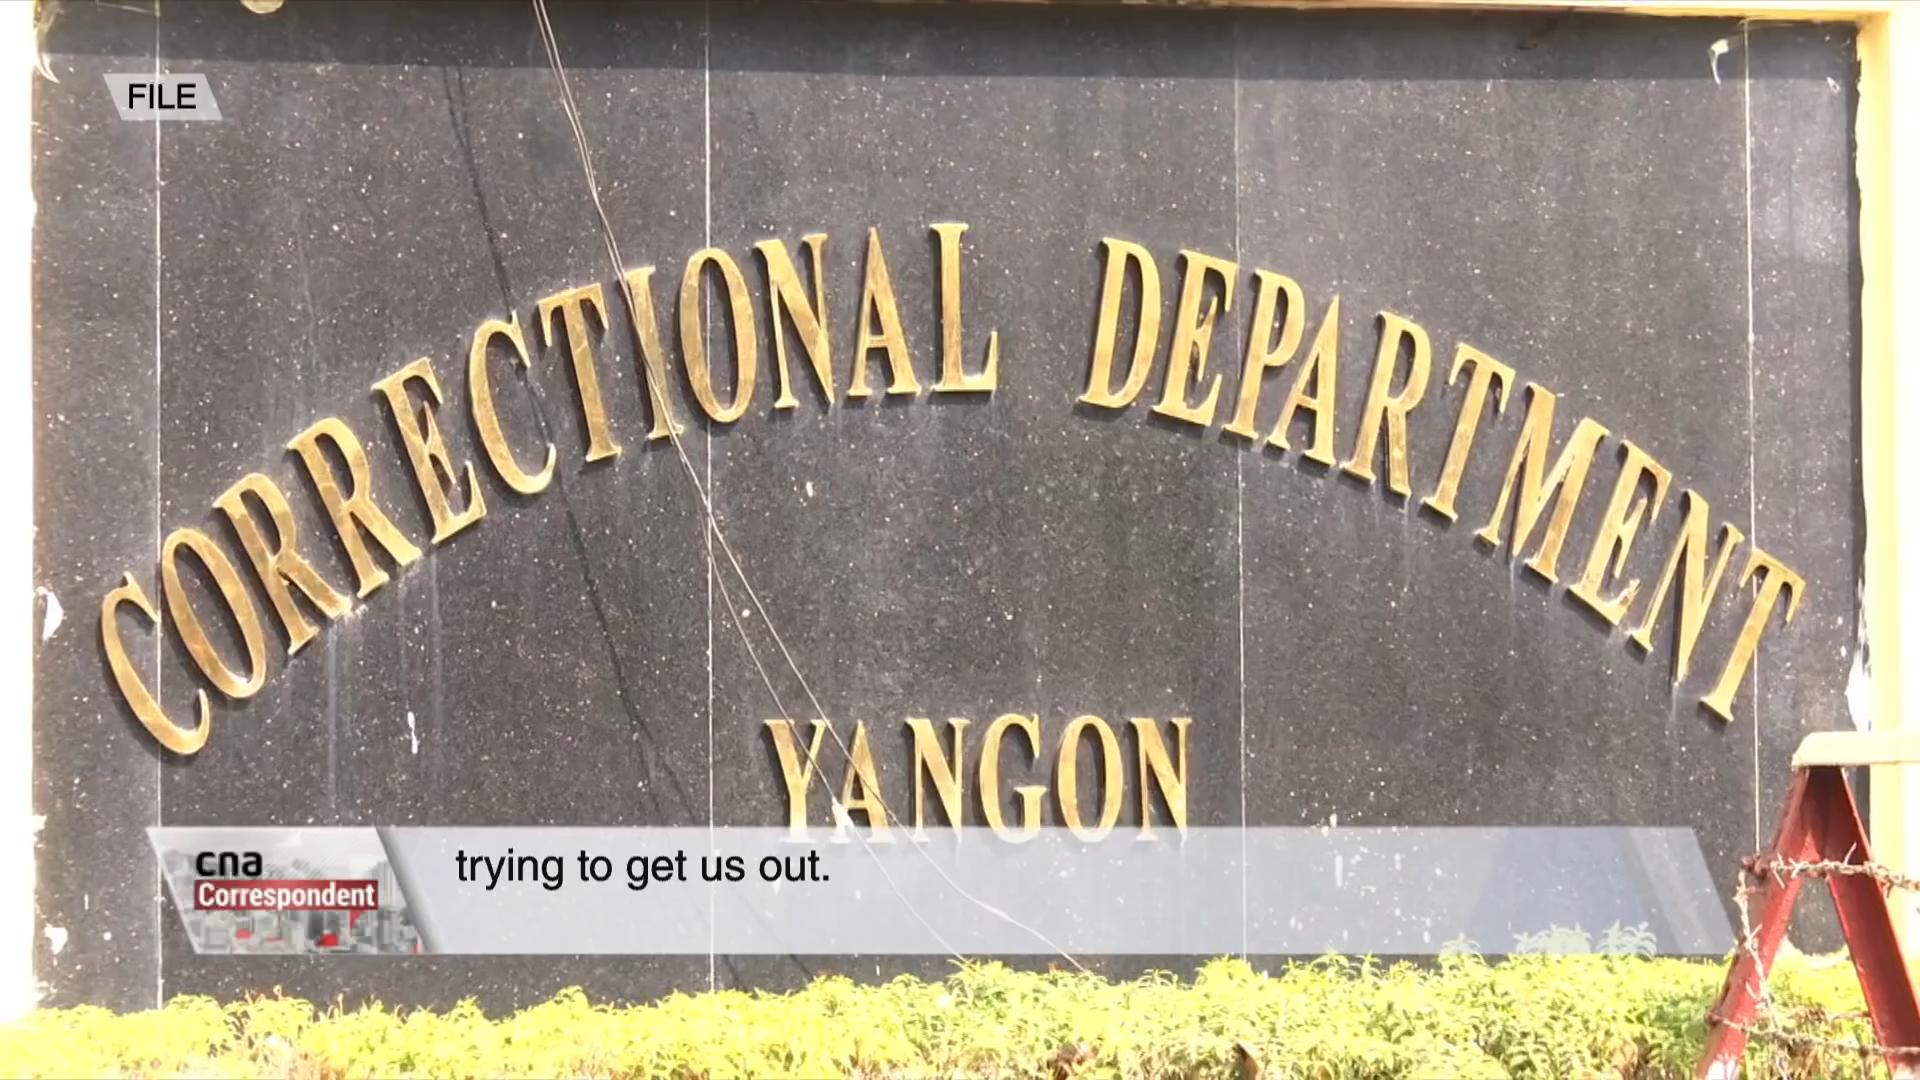 FILE
CORRECTIONAL DEPARTMENT
YANGON
cna
Correspondent
trying to get us out.